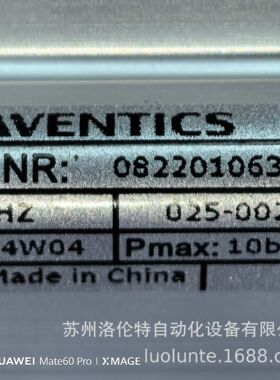 AVENTICS
NR: 082201063
HZ 025-00
4W04 Pmax: 10b
Made in China
苏州洛伦特自动化设备有限
HUAWEI Mate60 Pro | XMAGE
luolunte.1688.c